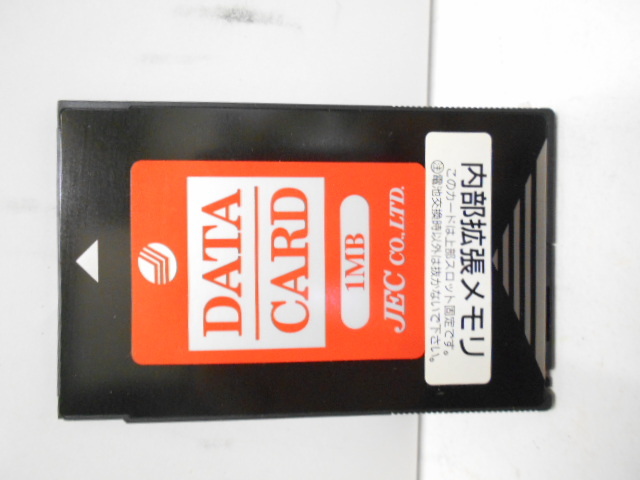 DATA
CARD
1MB
JEC CO.,LTD.
内部拡張メモリ
このカードは上部スロット固定です。
㊟電池交換時以外は抜かないで下さい。